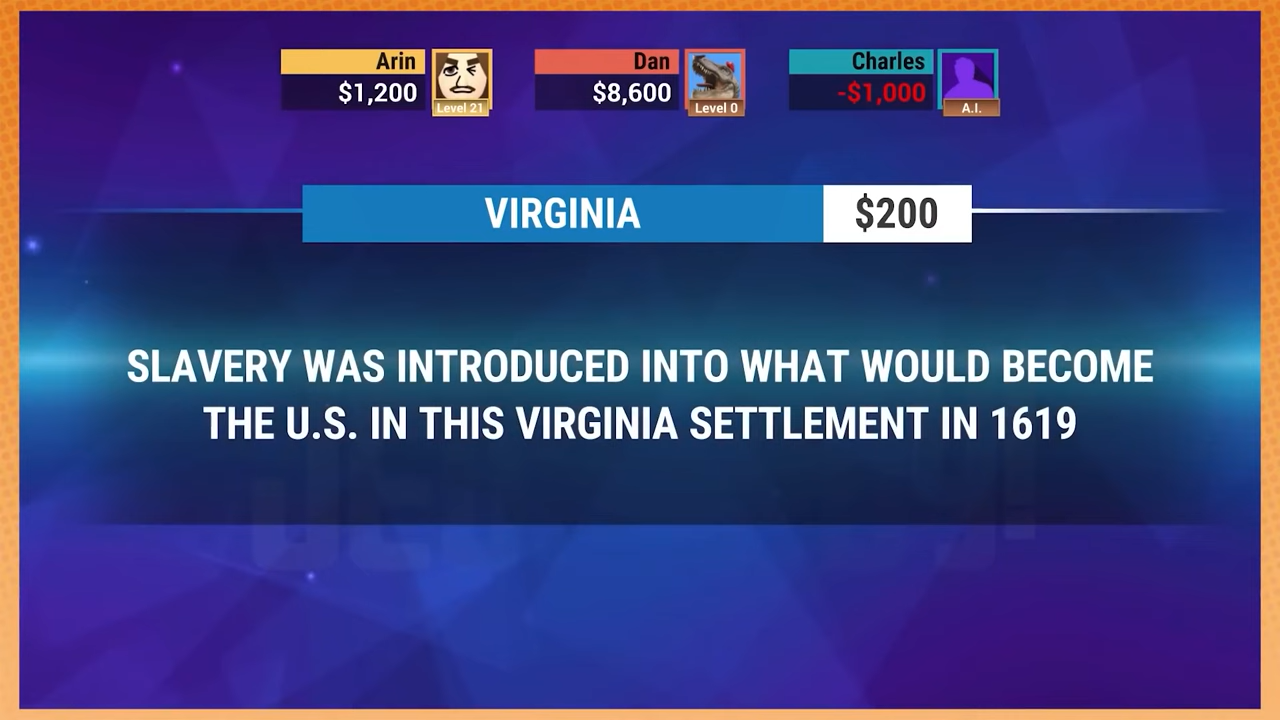 Arin Dan Charles
$1,200 $8,600 -$1,000
Level 21 Level 0 A.I.
VIRGINIA $200
SLAVERY WAS INTRODUCED INTO WHAT WOULD BECOME
THE U.S. IN THIS VIRGINIA SETTLEMENT IN 1619